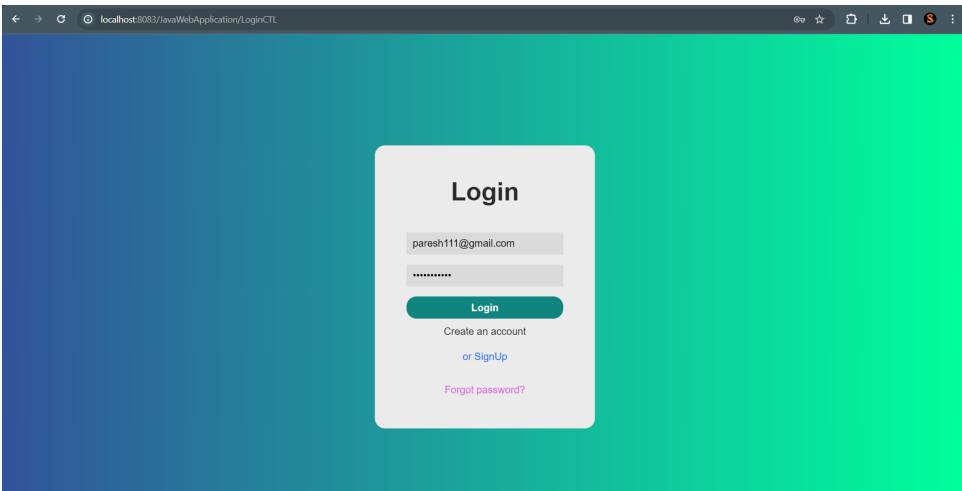 localhost:8083/JavaWebApplication/LoginCTL
S
Login
paresh111@gmail.com
•••••••••••
Login
Create an account
or SignUp
Forgot password?